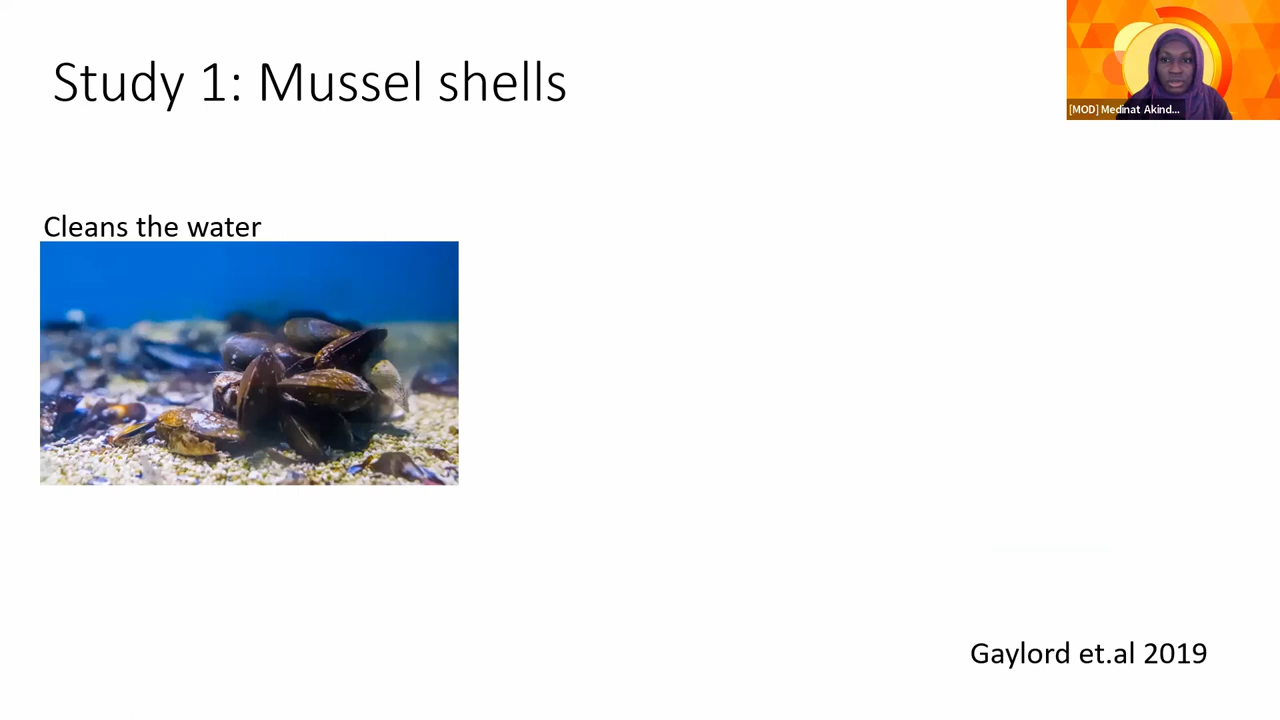 Study 1: Mussel shells
[MOD] Medinat Akind...
Cleans the water
Gaylord et.al 2019